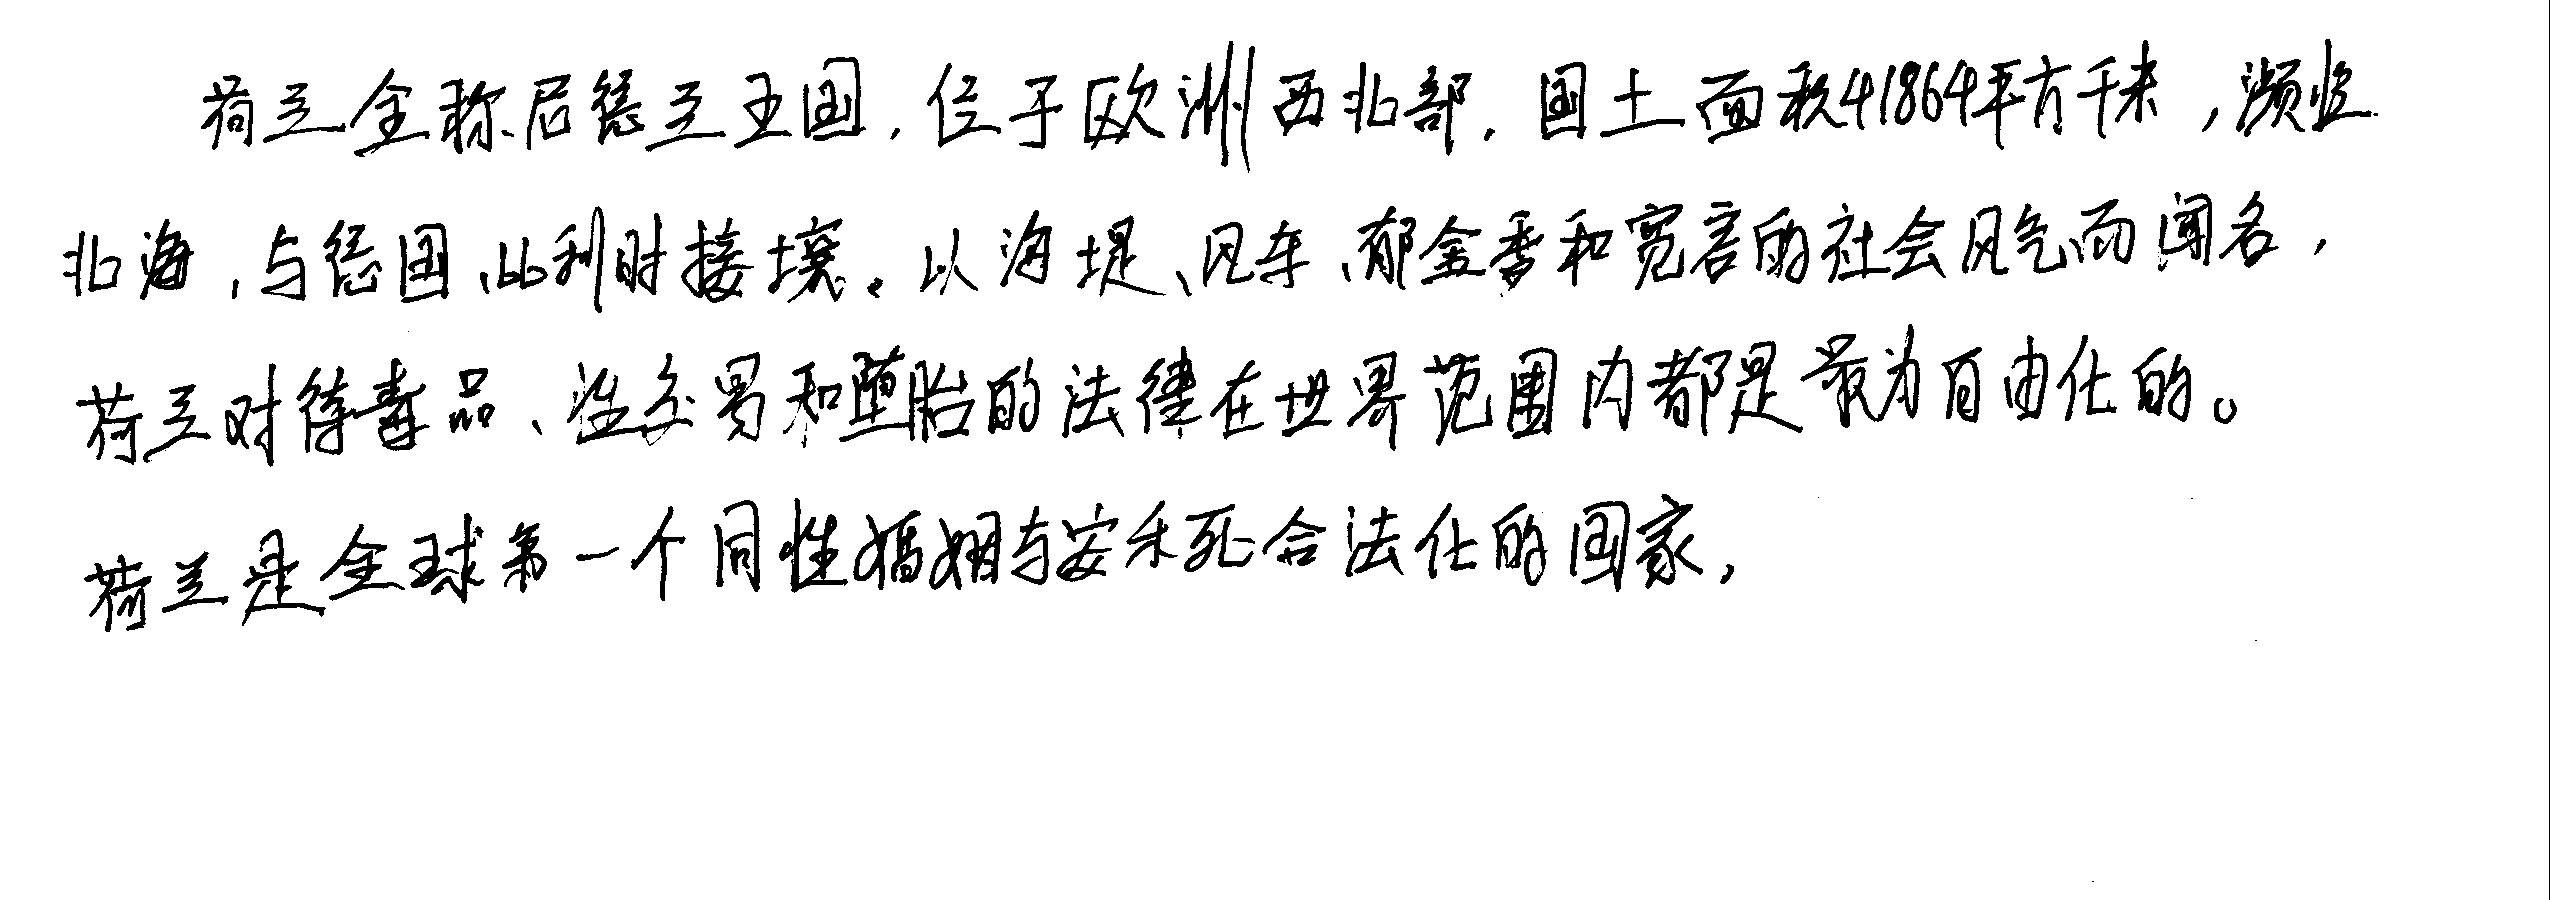 荷兰全称尼德兰王国,位于欧洲西北部,国土面积41864平方千米,濒临
北海,与德国、比利时接壤。以海堤、风车、郁金香和宽容的社会风气而闻名,
荷兰对待毒品、性交易和堕胎的法律在世界范围内都是最为自由化的。
荷兰是全球第一个同性婚姻与安乐死合法化的国家,